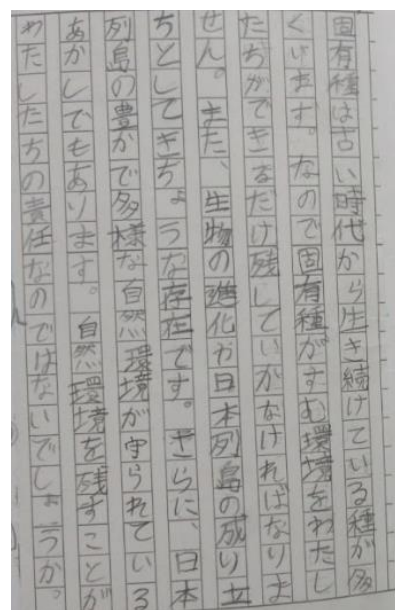 固有種は古い時代から生き続けている種が多
くいます。なので固有種がすむ環境をわたし
たちができるだけ残していかなければなりま
せん。また、生物の進化や日本列島の成り立
ちとしてきちょうな存在です。さらに、日本
列島の豊かで多様な自然環境が守られている
あかしでもあります。自然環境を残すことが
わたしたちの責任なのではないでしょうか。